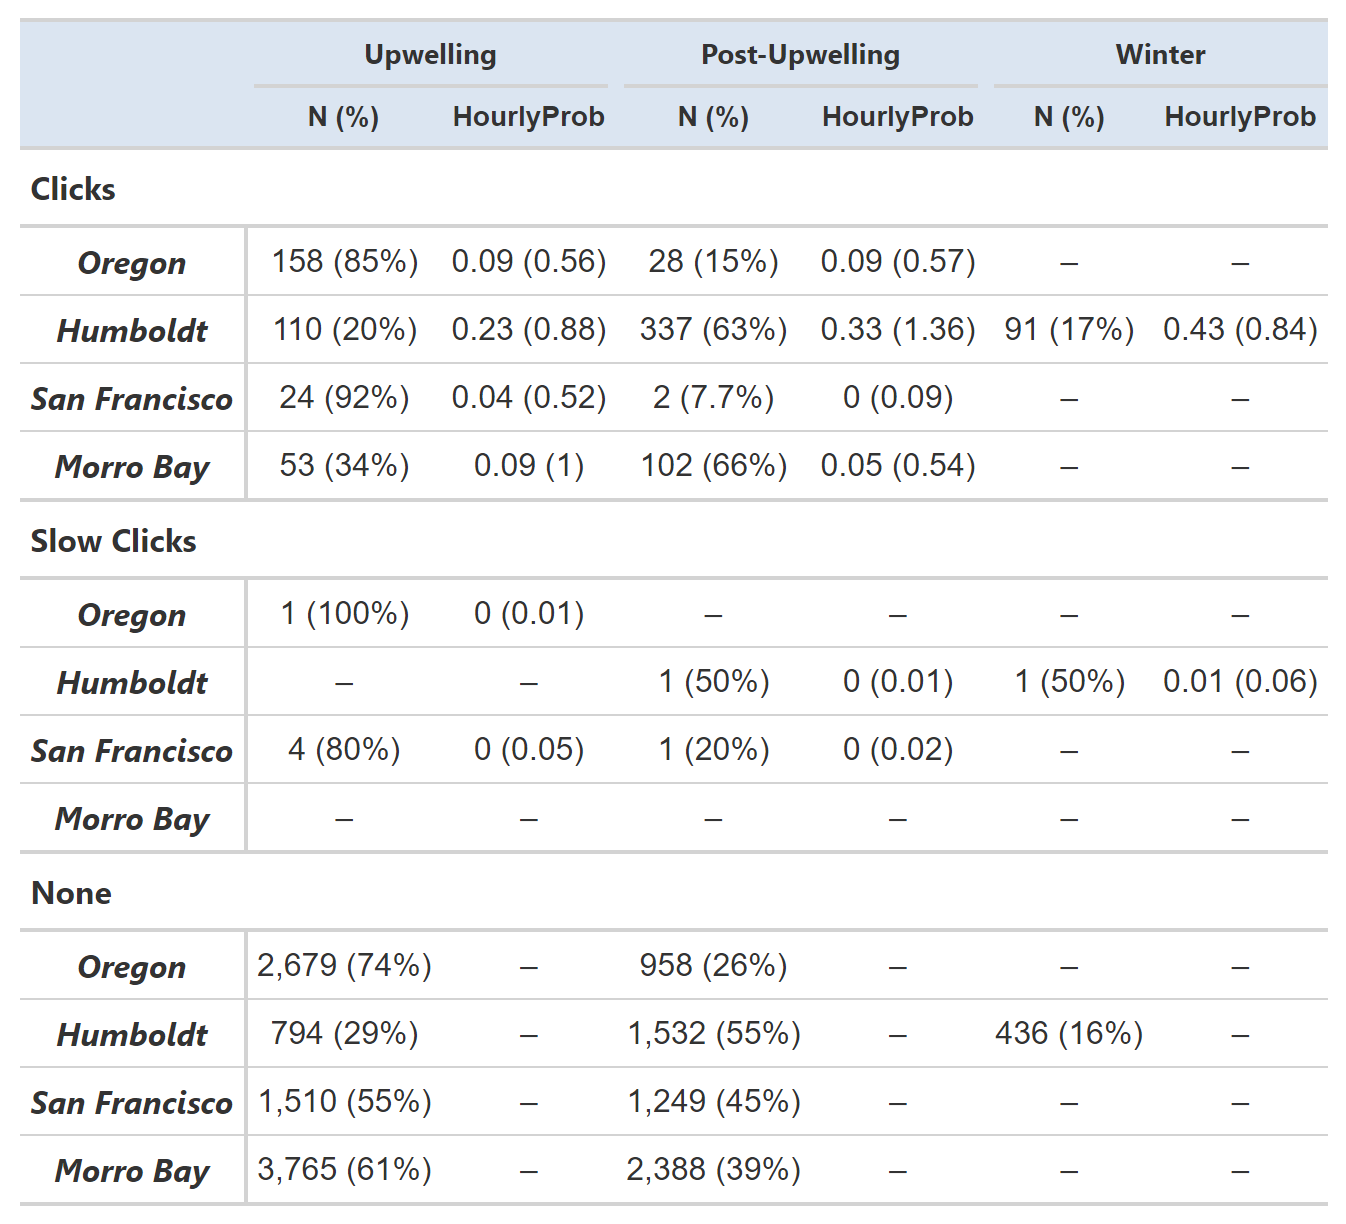 Upwelling Post-Upwelling Winter
N (%) HourlyProb N (%) HourlyProb N (%) HourlyProb
Clicks
Oregon 158 (85%) 0.09 (0.56) 28 (15%) 0.09 (0.57) – –
Humboldt 110 (20%) 0.23 (0.88) 337 (63%) 0.33 (1.36) 91 (17%) 0.43 (0.84)
San Francisco 24 (92%) 0.04 (0.52) 2 (7.7%) 0 (0.09) – –
Morro Bay 53 (34%) 0.09 (1) 102 (66%) 0.05 (0.54) – –
Slow Clicks
Oregon 1 (100%) 0 (0.01) – – – –
Humboldt – – 1 (50%) 0 (0.01) 1 (50%) 0.01 (0.06)
San Francisco 4 (80%) 0 (0.05) 1 (20%) 0 (0.02) – –
Morro Bay – – – – – –
None
Oregon 2,679 (74%) – 958 (26%) – – –
Humboldt 794 (29%) – 1,532 (55%) – 436 (16%) –
San Francisco 1,510 (55%) – 1,249 (45%) – – –
Morro Bay 3,765 (61%) – 2,388 (39%) – – –